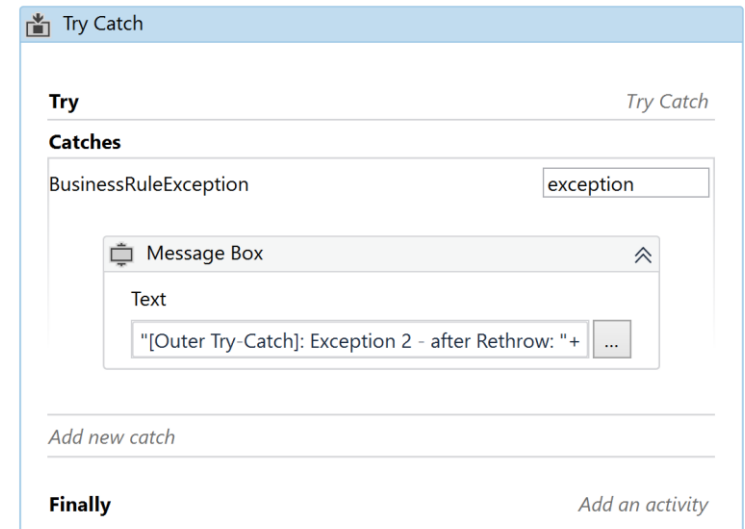 Try Catch
Try Try Catch
Catches
BusinessRuleException exception
Message Box
Text
"[Outer Try-Catch]: Exception 2 - after Rethrow: "+ ...
Add new catch
Finally Add an activity